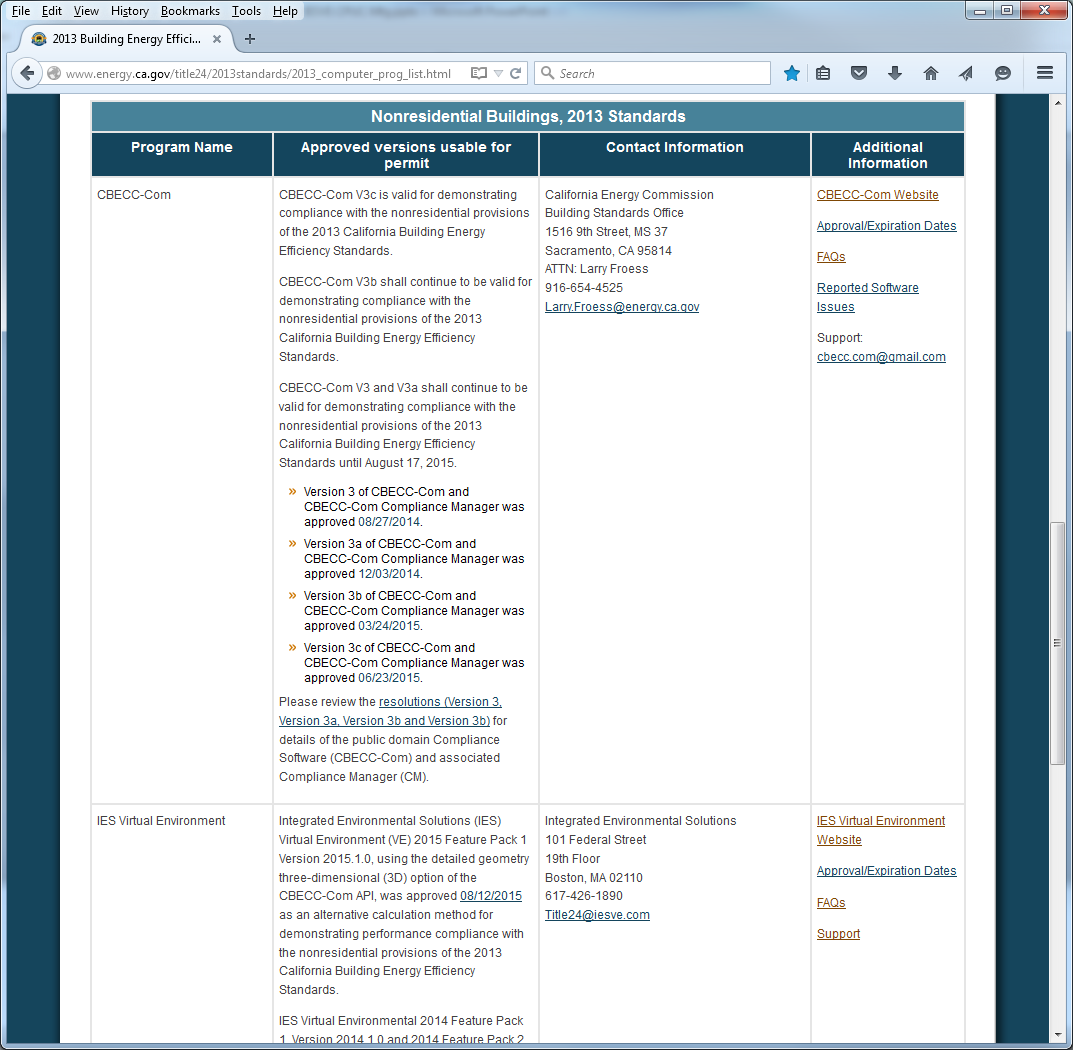 File Edit View History Bookmarks Tools Help
2013 Building Energy Effici...
www.energy.ca.gov/title24/2013standards/2013_computer_prog_list.html
Search
Nonresidential Buildings, 2013 Standards
Program Name
Approved versions usable for
permit
Contact Information
Additional
Information
CBECC-Com
CBECC-Com V3c is valid for demonstrating
compliance with the nonresidential provisions
of the 2013 California Building Energy
Efficiency Standards.
CBECC-Com V3b shall continue to be valid for
demonstrating compliance with the
nonresidential provisions of the 2013
California Building Energy Efficiency
Standards.
CBECC-Com V3 and V3a shall continue to be
valid for demonstrating compliance with the
nonresidential provisions of the 2013
California Building Energy Efficiency
Standards until August 17, 2015.
» Version 3 of CBECC-Com and
CBECC-Com Compliance Manager was
approved 08/27/2014.
» Version 3a of CBECC-Com and
CBECC-Com Compliance Manager was
approved 12/03/2014.
» Version 3b of CBECC-Com and
CBECC-Com Compliance Manager was
approved 03/24/2015.
» Version 3c of CBECC-Com and
CBECC-Com Compliance Manager was
approved 06/23/2015.
Please review the resolutions (Version 3,
Version 3a, Version 3b and Version 3b) for
details of the public domain Compliance
Software (CBECC-Com) and associated
Compliance Manager (CM).
California Energy Commission
Building Standards Office
1516 9th Street, MS 37
Sacramento, CA 95814
ATTN: Larry Froess
916-654-4525
Larry.Froess@energy.ca.gov
CBECC-Com Website
Approval/Expiration Dates
FAQs
Reported Software
Issues
Support:
cbecc.com@gmail.com
IES Virtual Environment
Integrated Environmental Solutions (IES)
Virtual Environment (VE) 2015 Feature Pack 1
Version 2015.1.0, using the detailed geometry
three-dimensional (3D) option of the
CBECC-Com API, was approved 08/12/2015
as an alternative calculation method for
demonstrating performance compliance with
the nonresidential provisions of the 2013
California Building Energy Efficiency
Standards.
IES Virtual Environmental 2014 Feature Pack
1, Version 2014.1.0 and 2014 Feature Pack 2
Integrated Environmental Solutions
101 Federal Street
19th Floor
Boston, MA 02110
617-426-1890
Title24@iesve.com
IES Virtual Environment
Website
Approval/Expiration Dates
FAQs
Support